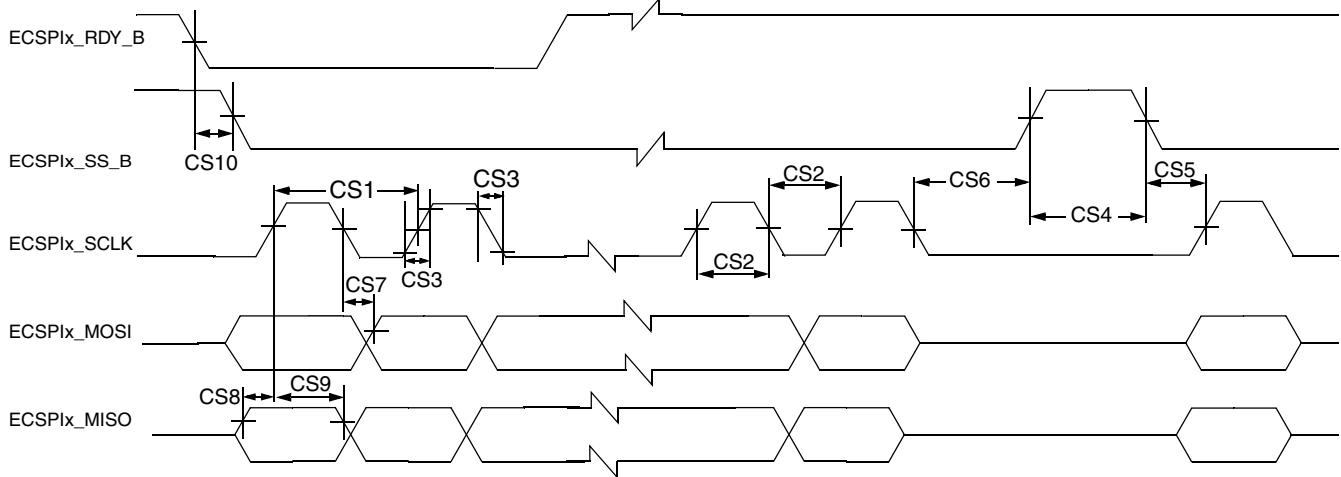 ECSPIx_RDY_B
CS10
ECSPIx_SS_B
CS1
CS3
CS2
CS6
CS5
CS4
ECSPIx_SCLK
CS3
CS2
CS7
ECSPIx_MOSI
CS8
CS9
ECSPIx_MISO